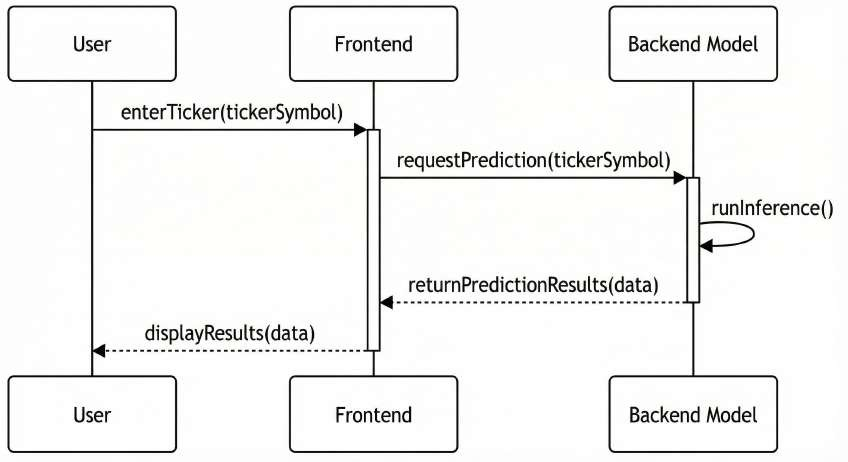 User
Frontend
Backend Model
enterTicker(tickerSymbol)
requestPrediction(tickerSymbol)
runInference()
returnPredictionResults(data)
displayResults(data)
User
Frontend
Backend Model